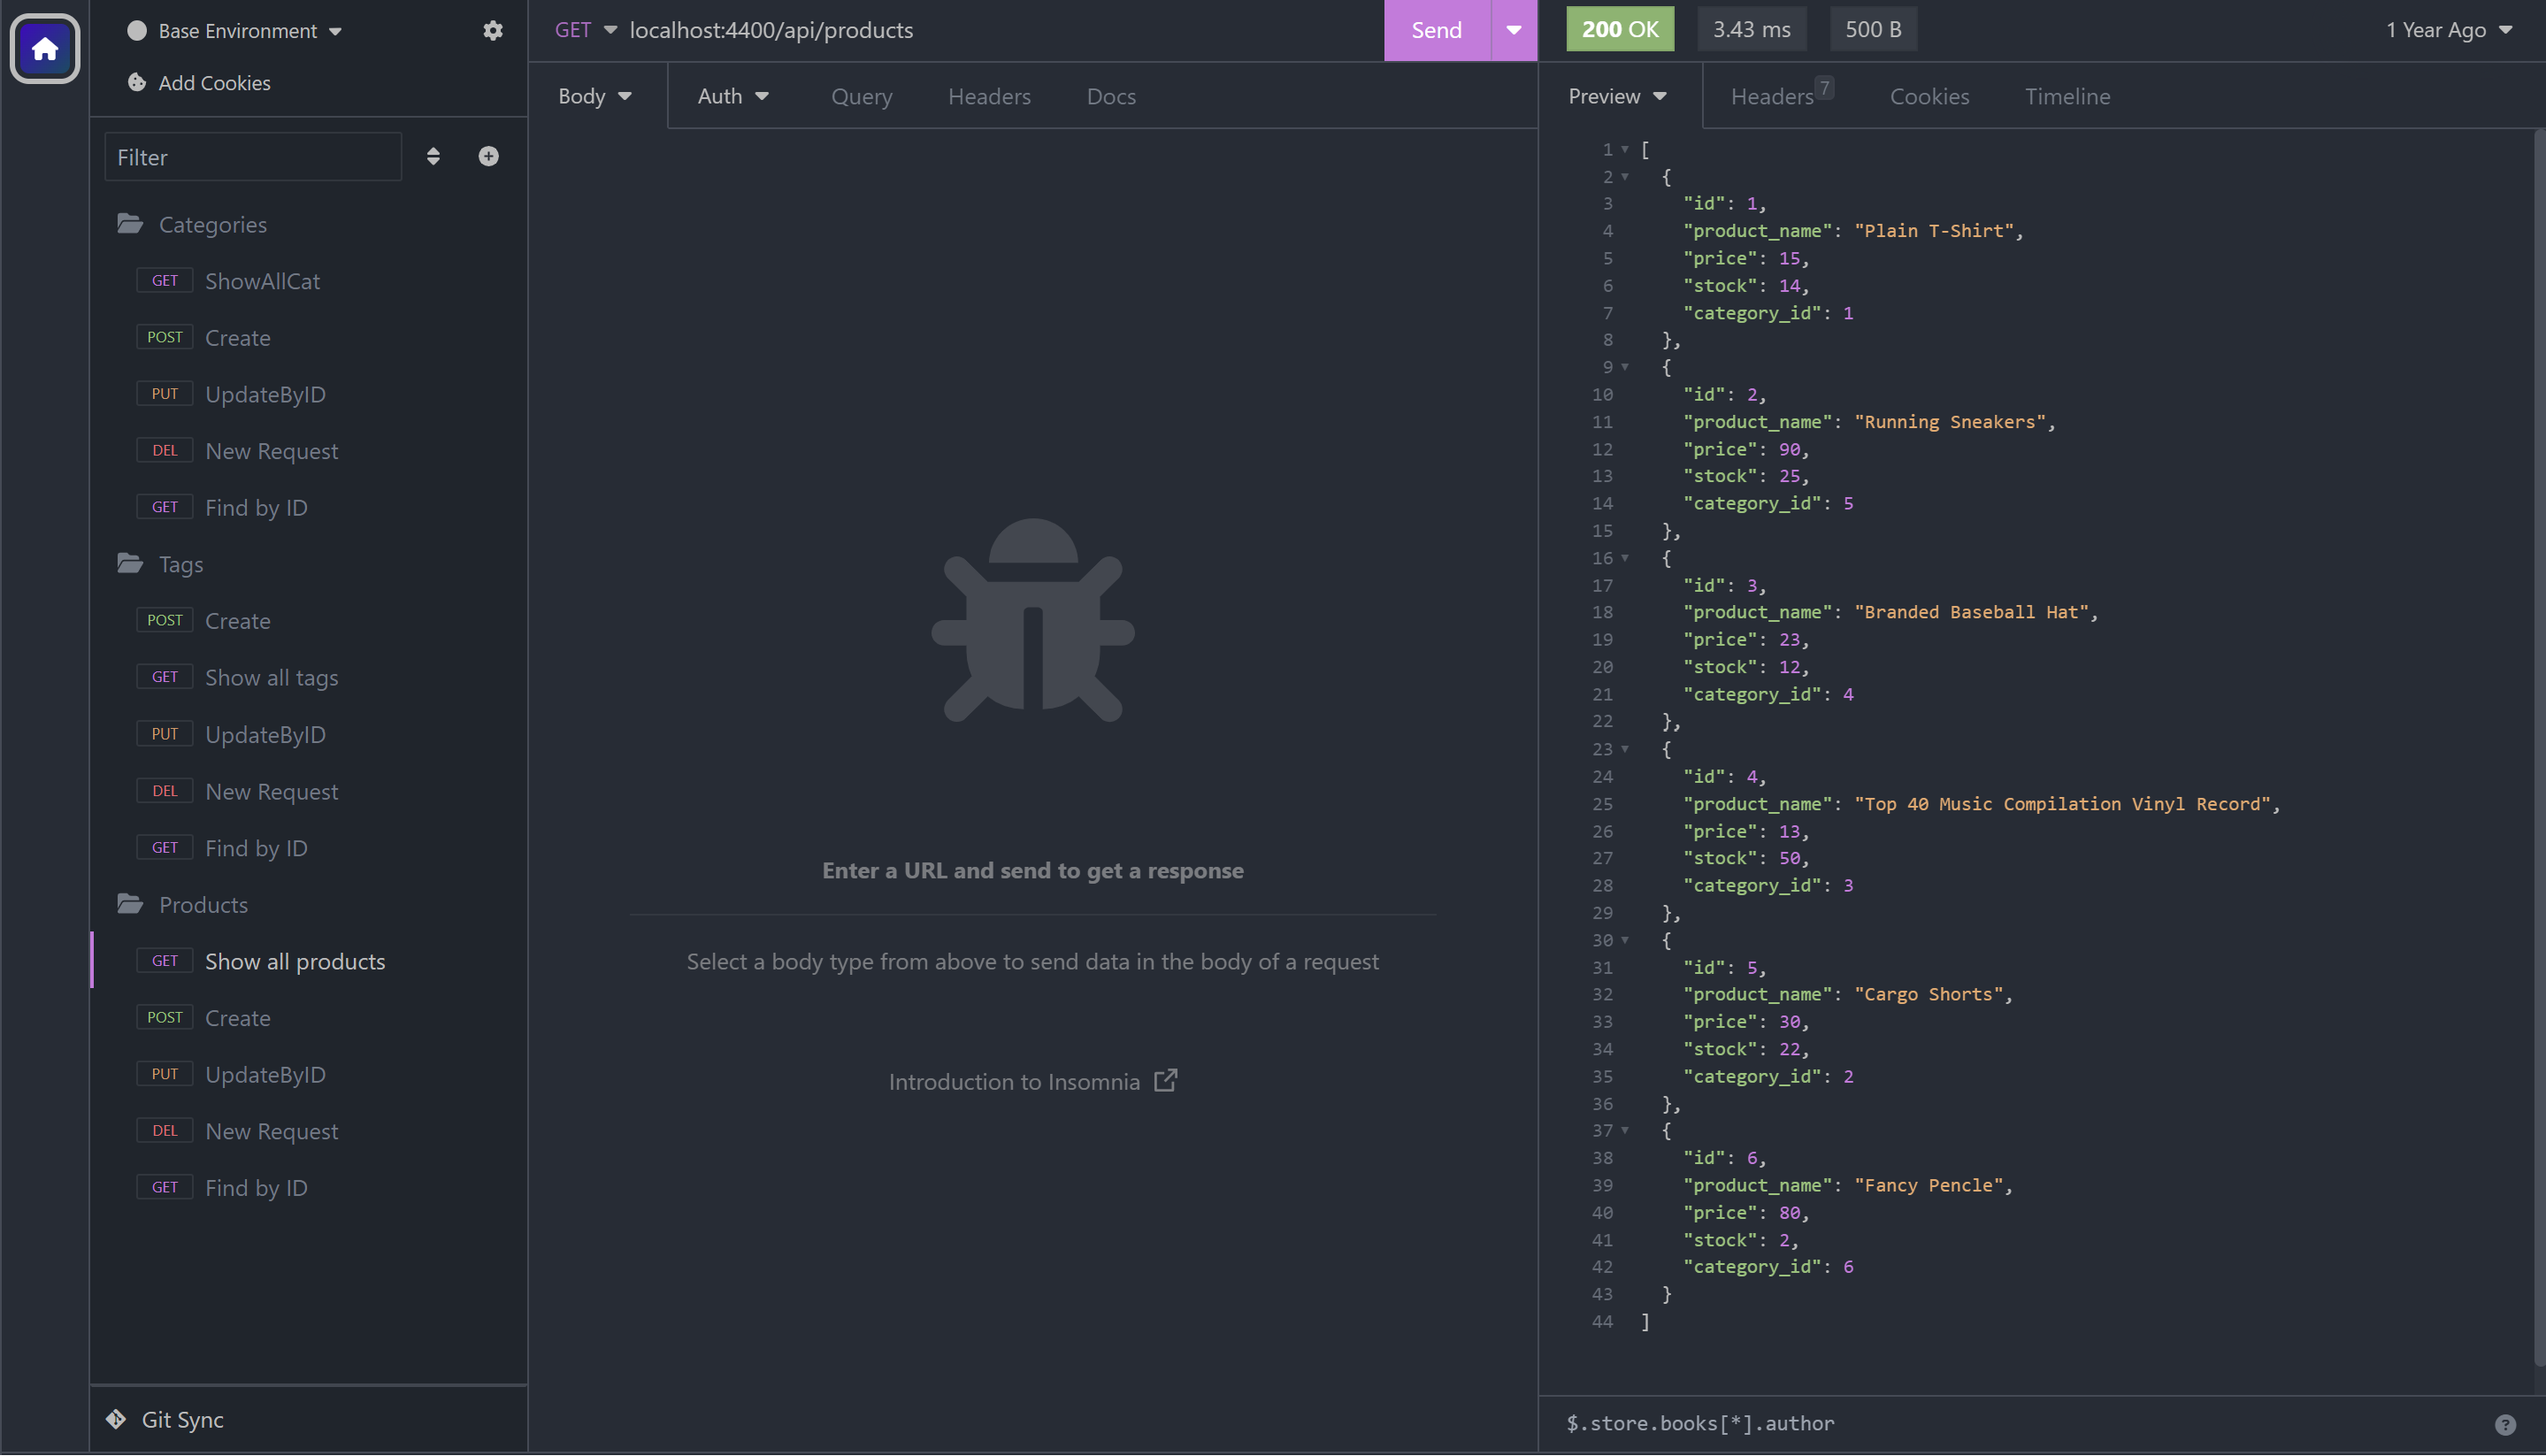 Base Environment
Add Cookies
Filter
Categories
GET ShowAllCat
POST Create
PUT UpdateByID
DEL New Request
GET Find by ID
Tags
POST Create
GET Show all tags
PUT UpdateByID
DEL New Request
GET Find by ID
Products
GET Show all products
POST Create
PUT UpdateByID
DEL New Request
GET Find by ID
Git Sync
GET localhost:4400/api/products
Send
Body Auth Query Headers Docs
Enter a URL and send to get a response
Select a body type from above to send data in the body of a request
Introduction to Insomnia
200 OK 3.43 ms 500 B 1 Year Ago
Preview Headers 7 Cookies Timeline
1 [
2 {
3 "id": 1,
4 "product_name": "Plain T-Shirt",
5 "price": 15,
6 "stock": 14,
7 "category_id": 1
8 },
9 {
10 "id": 2,
11 "product_name": "Running Sneakers",
12 "price": 90,
13 "stock": 25,
14 "category_id": 5
15 },
16 {
17 "id": 3,
18 "product_name": "Branded Baseball Hat",
19 "price": 23,
20 "stock": 12,
21 "category_id": 4
22 },
23 {
24 "id": 4,
25 "product_name": "Top 40 Music Compilation Vinyl Record",
26 "price": 13,
27 "stock": 50,
28 "category_id": 3
29 },
30 {
31 "id": 5,
32 "product_name": "Cargo Shorts",
33 "price": 30,
34 "stock": 22,
35 "category_id": 2
36 },
37 {
38 "id": 6,
39 "product_name": "Fancy Pencle",
40 "price": 80,
41 "stock": 2,
42 "category_id": 6
43 }
44 ]
$.store.books[*].author